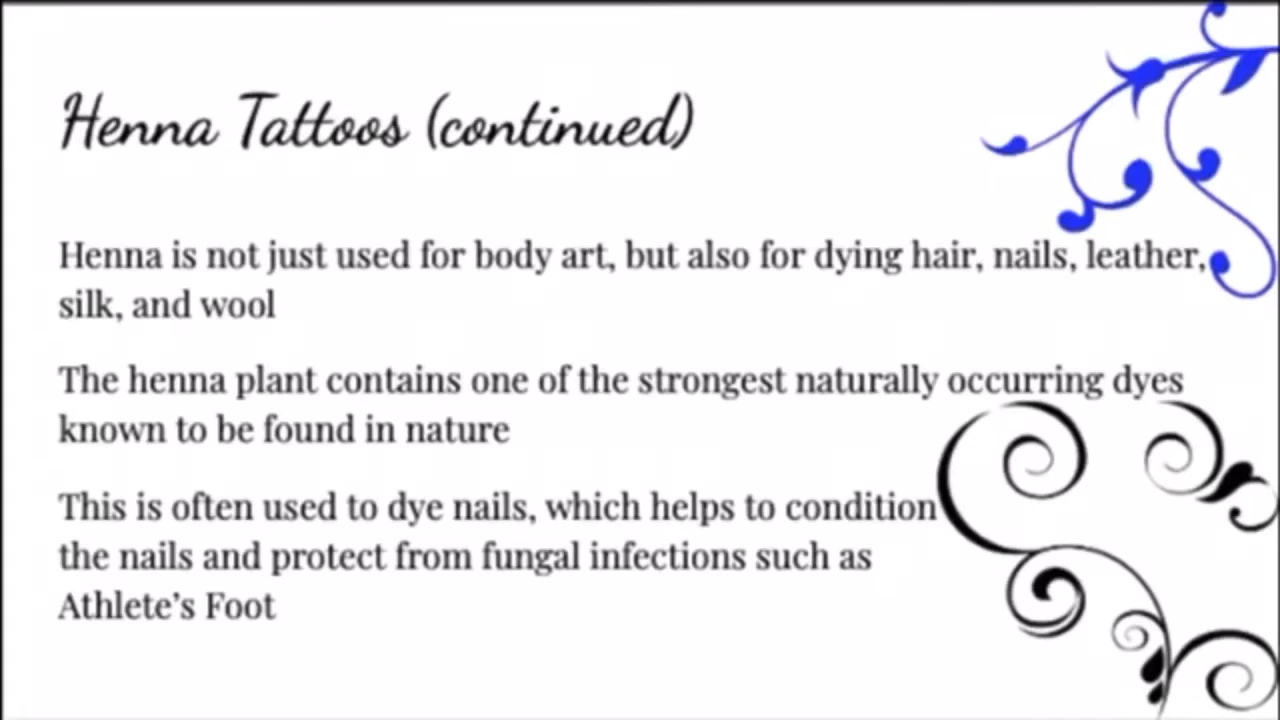 Henna Tattoos (continued)
Henna is not just used for body art, but also for dying hair, nails, leather,
silk, and wool
The henna plant contains one of the strongest naturally occurring dyes
known to be found in nature
This is often used to dye nails, which helps to condition
the nails and protect from fungal infections such as
Athlete’s Foot